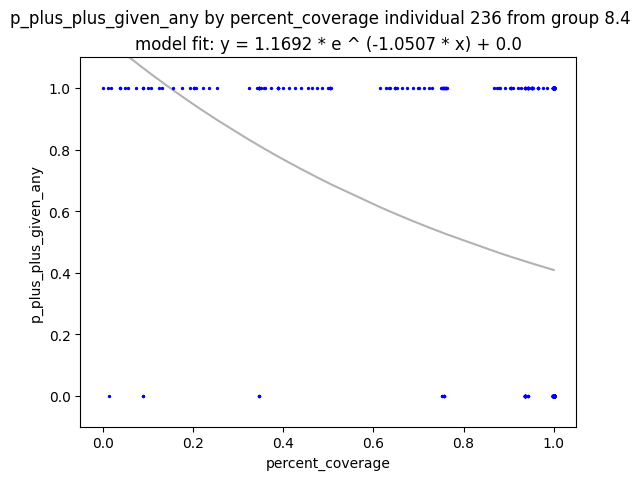 p_plus_plus_given_any by percent_coverage individual 236 from group 8.4
model fit: y = 1.1692 * e ^ (-1.0507 * x) + 0.0
1.0
0.8
0.6
0.4
0.2
0.0
p_plus_plus_given_any
0.0 0.2 0.4 0.6 0.8 1.0
percent_coverage